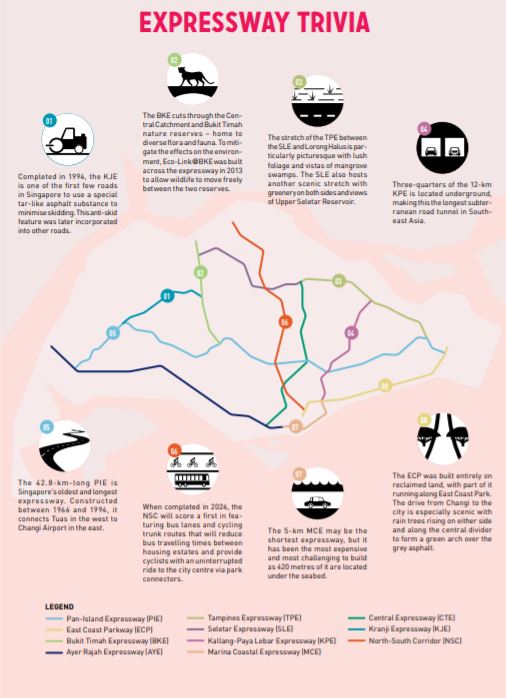 EXPRESSWAY TRIVIA
02
The BKE cuts through the Cen-
tral Catchment and Bukit Timah
nature reserves – home to
diverse flora and fauna. To miti-
gate the effects on the environ-
ment, Eco-Link@BKE was built
across the expressway in 2013
to allow wildlife to move freely
between the two reserves.
03
The stretch of the TPE between
the SLE and Lorong Halus is par-
ticularly picturesque with lush
foliage and vistas of mangrove
swamps. The SLE also hosts
another scenic stretch with
greenery on both sides and views
of Upper Seletar Reservoir.
01
Completed in 1994, the KJE
is one of the first few roads
in Singapore to use a special
tar-like asphalt substance to
minimise skidding. This anti-skid
feature was later incorporated
into other roads.
04
Three-quarters of the 12-km
KPE is located underground,
making this the longest subter-
ranean road tunnel in South-
east Asia.
02
03
01
06
04
05
08
07
05
The 42.8-km-long PIE is
Singapore's oldest and longest
expressway. Constructed
between 1966 and 1994, it
connects Tuas in the west to
Changi Airport in the east.
06
When completed in 2026, the
NSC will score a first in fea-
turing bus lanes and cycling
trunk routes that will reduce
bus travelling times between
housing estates and provide
cyclists with an uninterrupted
ride to the city centre via park
connectors.
07
The 5-km MCE may be the
shortest expressway, but it
has been the most expensive
and most challenging to build
as 420 metres of it are located
under the seabed.
08
The ECP was built entirely on
reclaimed land, with part of it
running along East Coast Park.
The drive from Changi to the
city is especially scenic with
rain trees rising on either side
and along the central divider
to form a green arch over the
grey asphalt.
LEGEND
Pan-Island Expressway (PIE)
East Coast Parkway (ECP)
Bukit Timah Expressway (BKE)
Ayer Rajah Expressway (AYE)
Tampines Expressway (TPE)
Seletar Expressway (SLE)
Kallang-Paya Lebar Expressway (KPE)
Marina Coastal Expressway (MCE)
Central Expressway (CTE)
Kranji Expressway (KJE)
North-South Corridor (NSC)